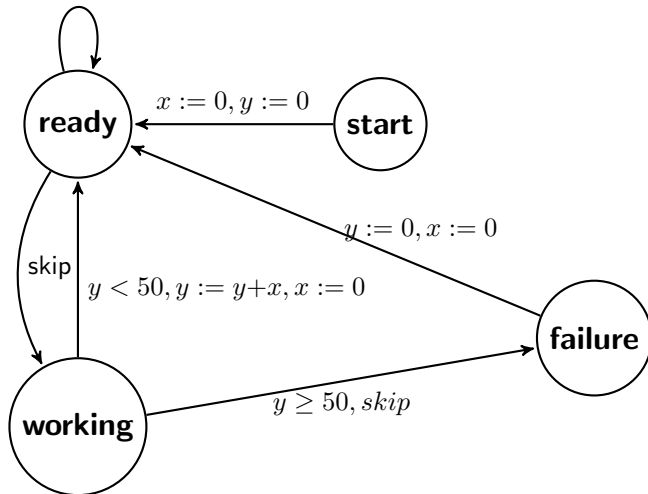 x := 0, y := 0
ready
start
y := 0, x := 0
skip
y < 50, y := y+x, x := 0
failure
y ≥ 50, skip
working